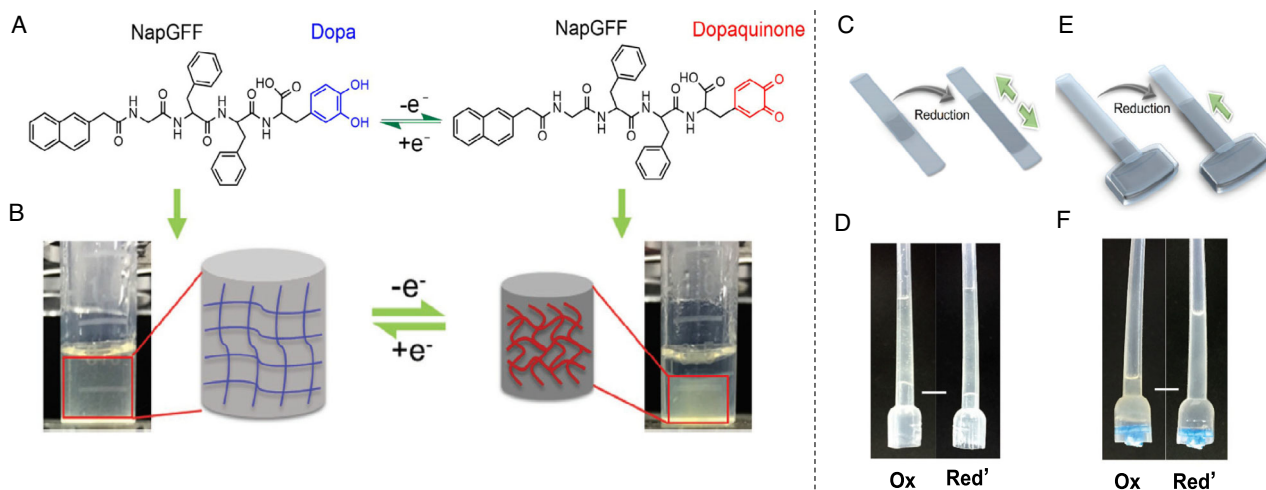 A
NapGFF
Dopa
NapGFF
Dopaquinone
O
H
N
O
N
H
O
H
N
O
N
H
HO
O
OH
OH
-e⁻
+e⁻
O
H
N
O
N
H
O
H
N
O
N
H
HO
O
O
O
B
-e⁻
+e⁻
C
Reduction
E
Reduction
D
Ox Red’
F
Ox Red’